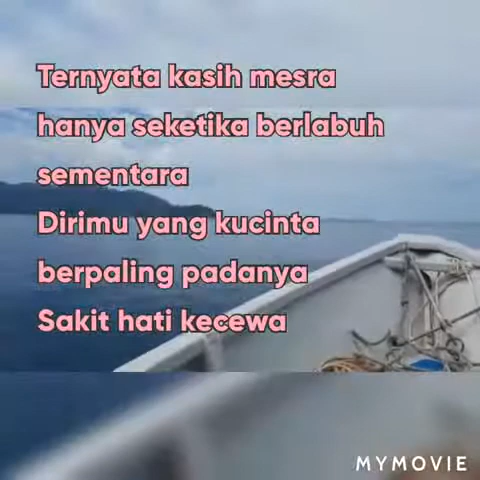 Ternyata kasih mesra
hanya seketika berlabuh
sementara
Dirimu yang kucinta
berpaling padanya
Sakit hati kecewa
MYMOVIE